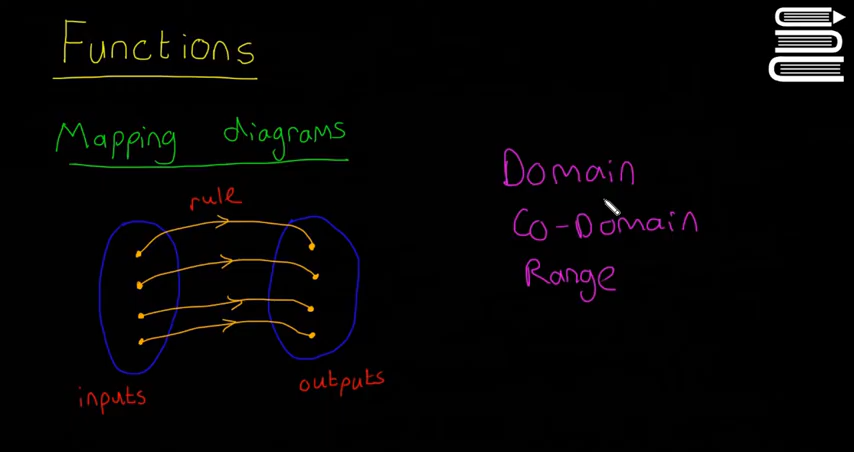 Functions
Mapping diagrams
rule
inputs
outputs
Domain
Co-Domain
Range